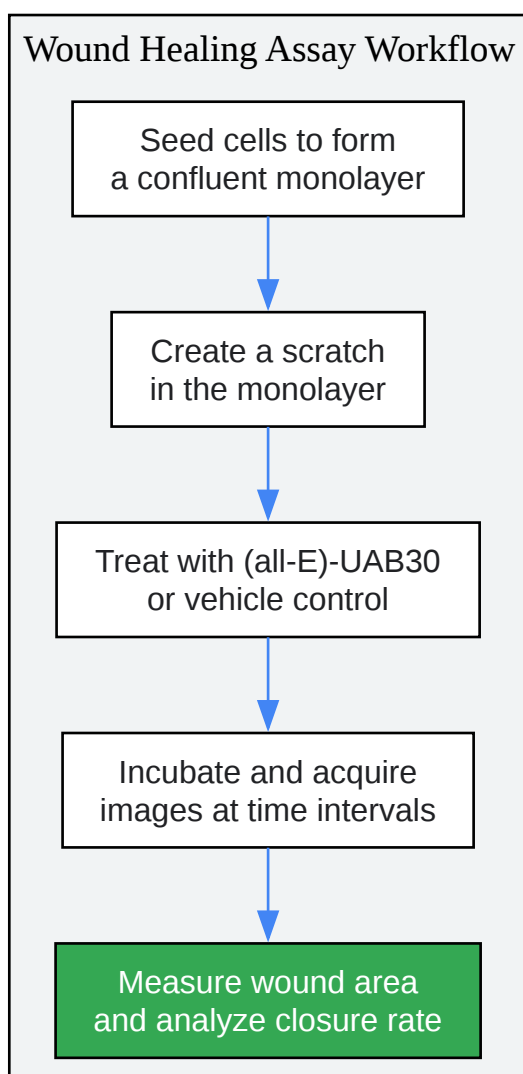 Wound Healing Assay Workflow
Seed cells to form
a confluent monolayer
Create a scratch
in the monolayer
Treat with (all-E)-UAB30
or vehicle control
Incubate and acquire
images at time intervals
Measure wound area
and analyze closure rate